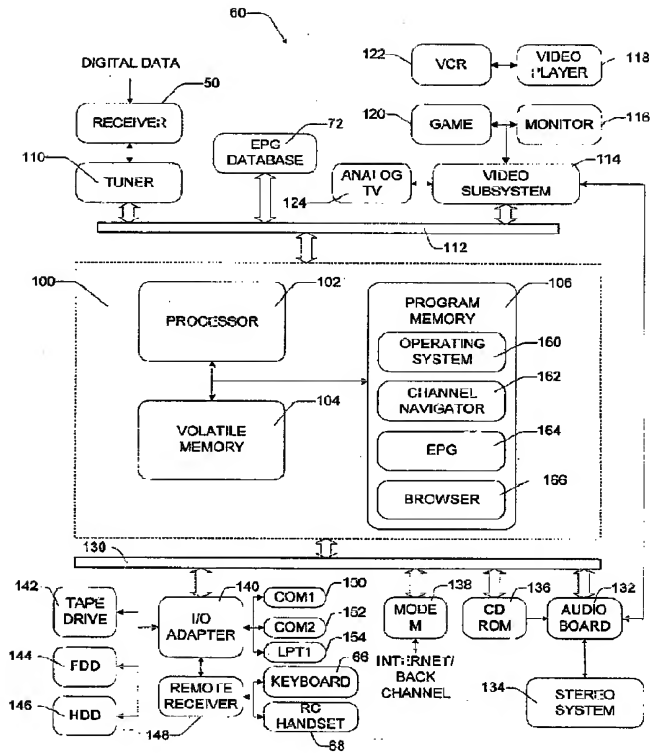 60
DIGITAL DATA
50
RECEIVER
110
TUNER
72
EPG
DATABASE
122
VCR
VIDEO
PLAYER
118
120
GAME
MONITOR
116
124
ANALOG
TV
VIDEO
SUBSYSTEM
114
112
100
102
PROCESSOR
104
VOLATILE
MEMORY
PROGRAM
MEMORY
106
OPERATING
SYSTEM
160
CHANNEL
NAVIGATOR
162
EPG
164
BROWSER
166
130
142
TAPE
DRIVE
144
FDD
146
HDD
140
I/O
ADAPTER
REMOTE
RECEIVER
148
COM1
150
COM2
152
LPT1
154
66
KEYBOARD
RC
HANDSET
68
138
MODE
M
INTERNET/
BACK
CHANNEL
136
CD
ROM
132
AUDIO
BOARD
134
STEREO
SYSTEM